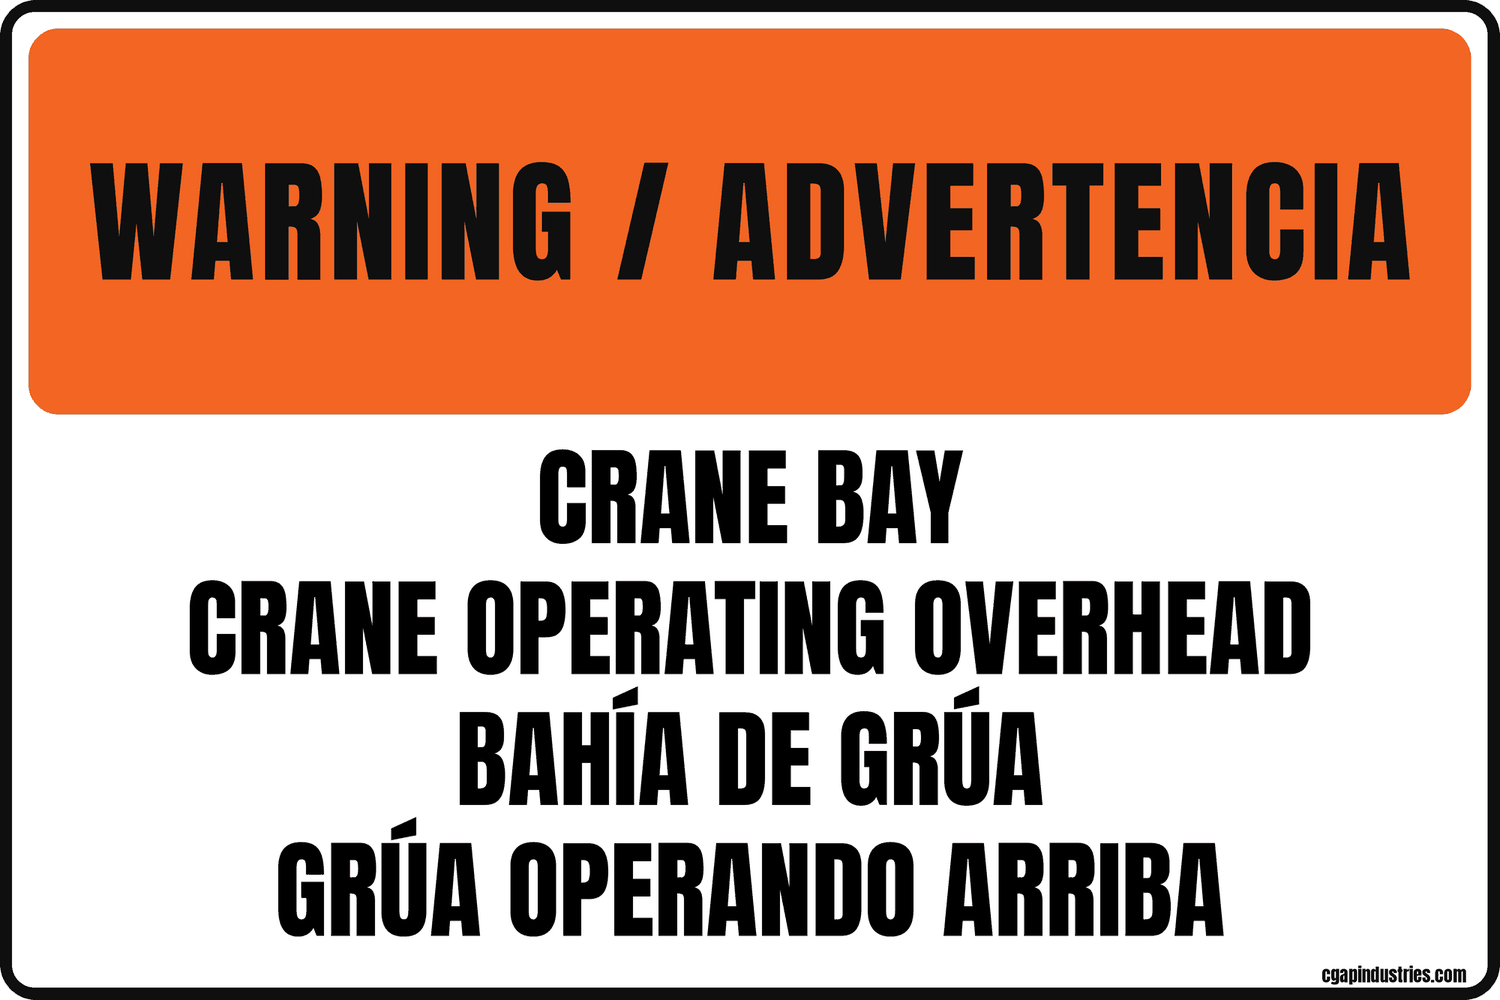 WARNING / ADVERTENCIA
CRANE BAY
CRANE OPERATING OVERHEAD
BAHÍA DE GRÚA
GRÚA OPERANDO ARRIBA
cgapindustries.com